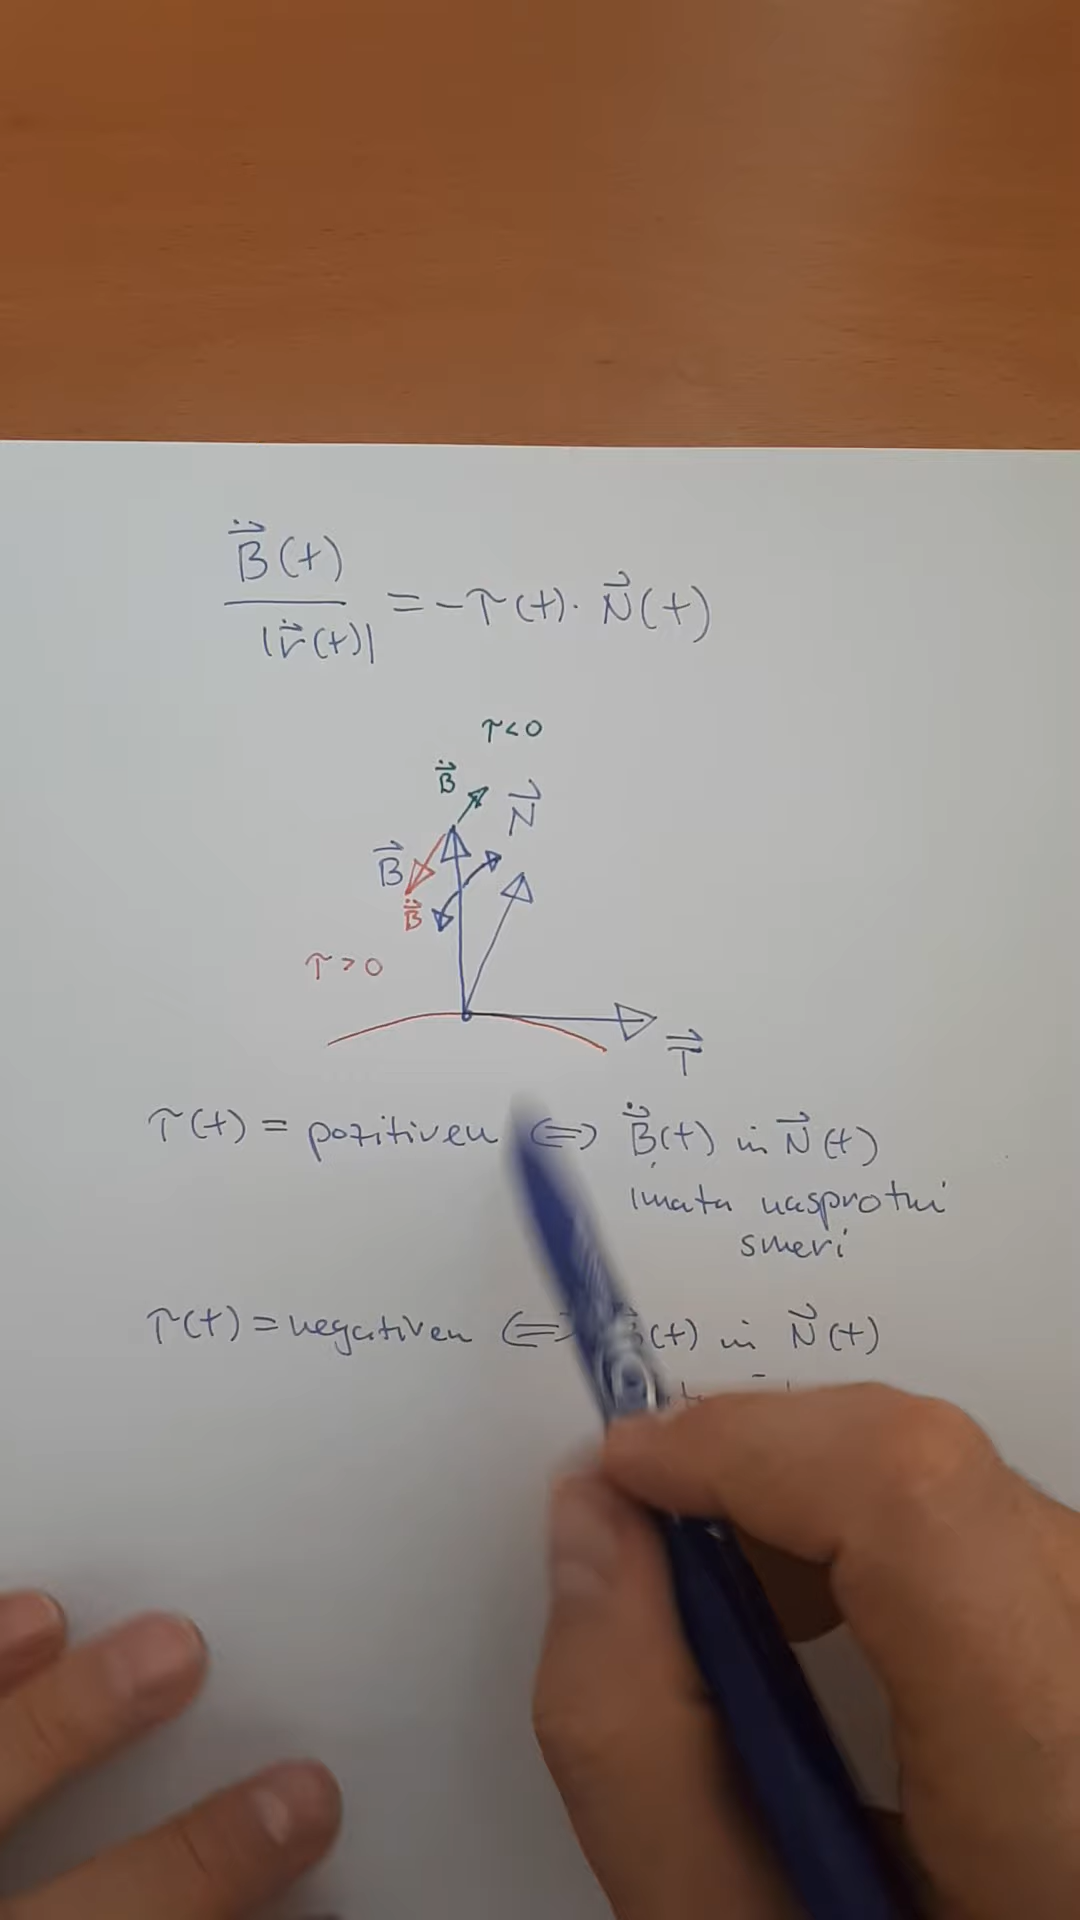 Ḃ⃗(t)
|ṙ⃗(t)| = -τ(t)· N⃗(t)
τ<0
Ḃ⃗
N⃗
B⃗
Ḃ⃗
τ>0
T⃗
τ(t) = pozitiven ⇔ Ḃ⃗(t) in N⃗(t)
imata nasprotni
smeri
τ(t) = negativen ⇔ (t) in N⃗(t)